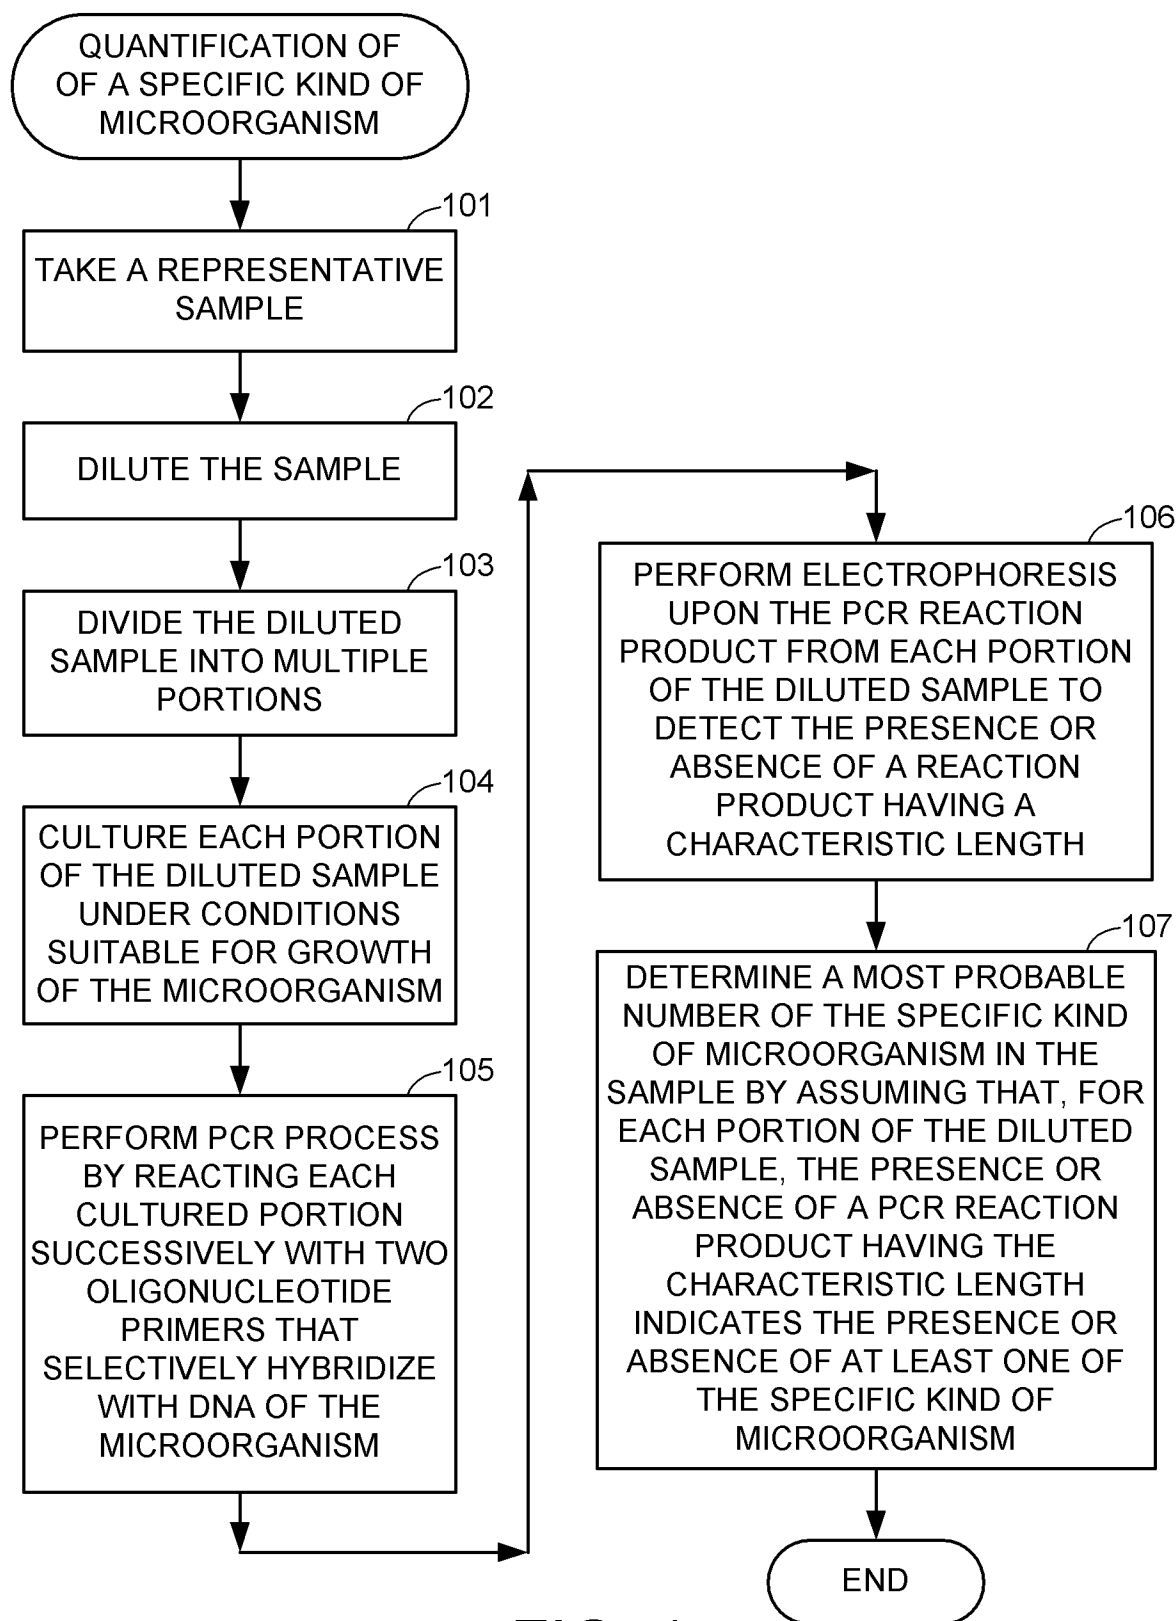 QUANTIFICATION OF
OF A SPECIFIC KIND OF
MICROORGANISM
101
TAKE A REPRESENTATIVE
SAMPLE
102
DILUTE THE SAMPLE
103
DIVIDE THE DILUTED
SAMPLE INTO MULTIPLE
PORTIONS
104
CULTURE EACH PORTION
OF THE DILUTED SAMPLE
UNDER CONDITIONS
SUITABLE FOR GROWTH
OF THE MICROORGANISM
105
PERFORM PCR PROCESS
BY REACTING EACH
CULTURED PORTION
SUCCESSIVELY WITH TWO
OLIGONUCLEOTIDE
PRIMERS THAT
SELECTIVELY HYBRIDIZE
WITH DNA OF THE
MICROORGANISM
106
PERFORM ELECTROPHORESIS
UPON THE PCR REACTION
PRODUCT FROM EACH PORTION
OF THE DILUTED SAMPLE TO
DETECT THE PRESENCE OR
ABSENCE OF A REACTION
PRODUCT HAVING A
CHARACTERISTIC LENGTH
107
DETERMINE A MOST PROBABLE
NUMBER OF THE SPECIFIC KIND
OF MICROORGANISM IN THE
SAMPLE BY ASSUMING THAT, FOR
EACH PORTION OF THE DILUTED
SAMPLE, THE PRESENCE OR
ABSENCE OF A PCR REACTION
PRODUCT HAVING THE
CHARACTERISTIC LENGTH
INDICATES THE PRESENCE OR
ABSENCE OF AT LEAST ONE OF
THE SPECIFIC KIND OF
MICROORGANISM
END